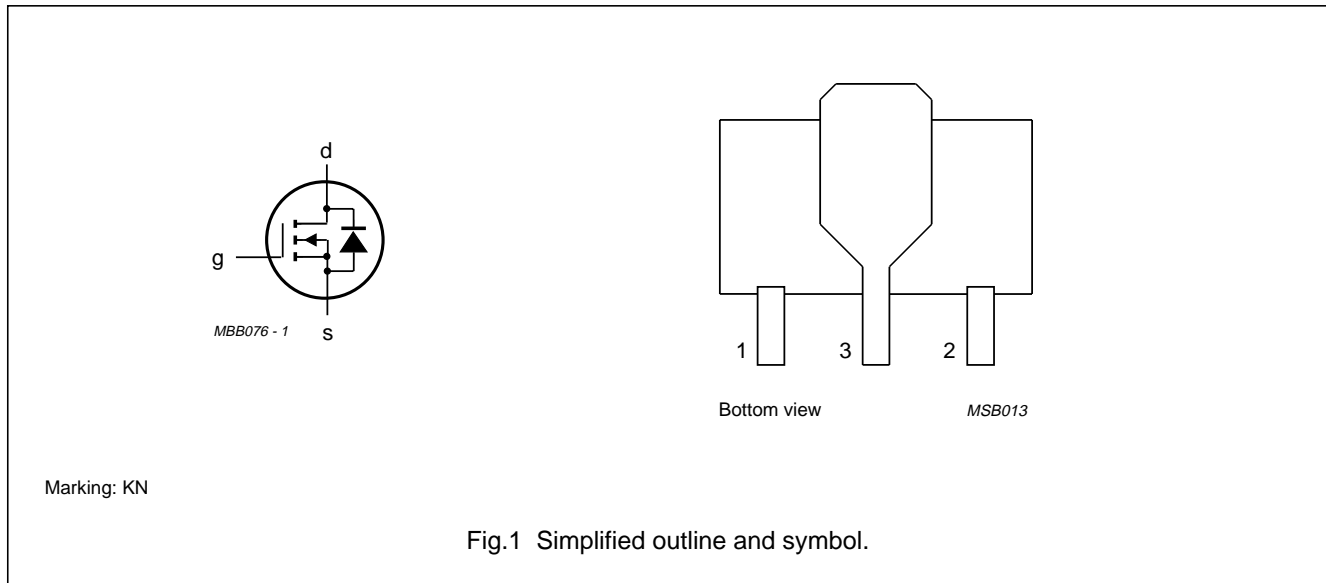 d
g
MBB076 - 1
s
1
3
2
Bottom view
MSB013
Marking: KN
Fig.1 Simplified outline and symbol.